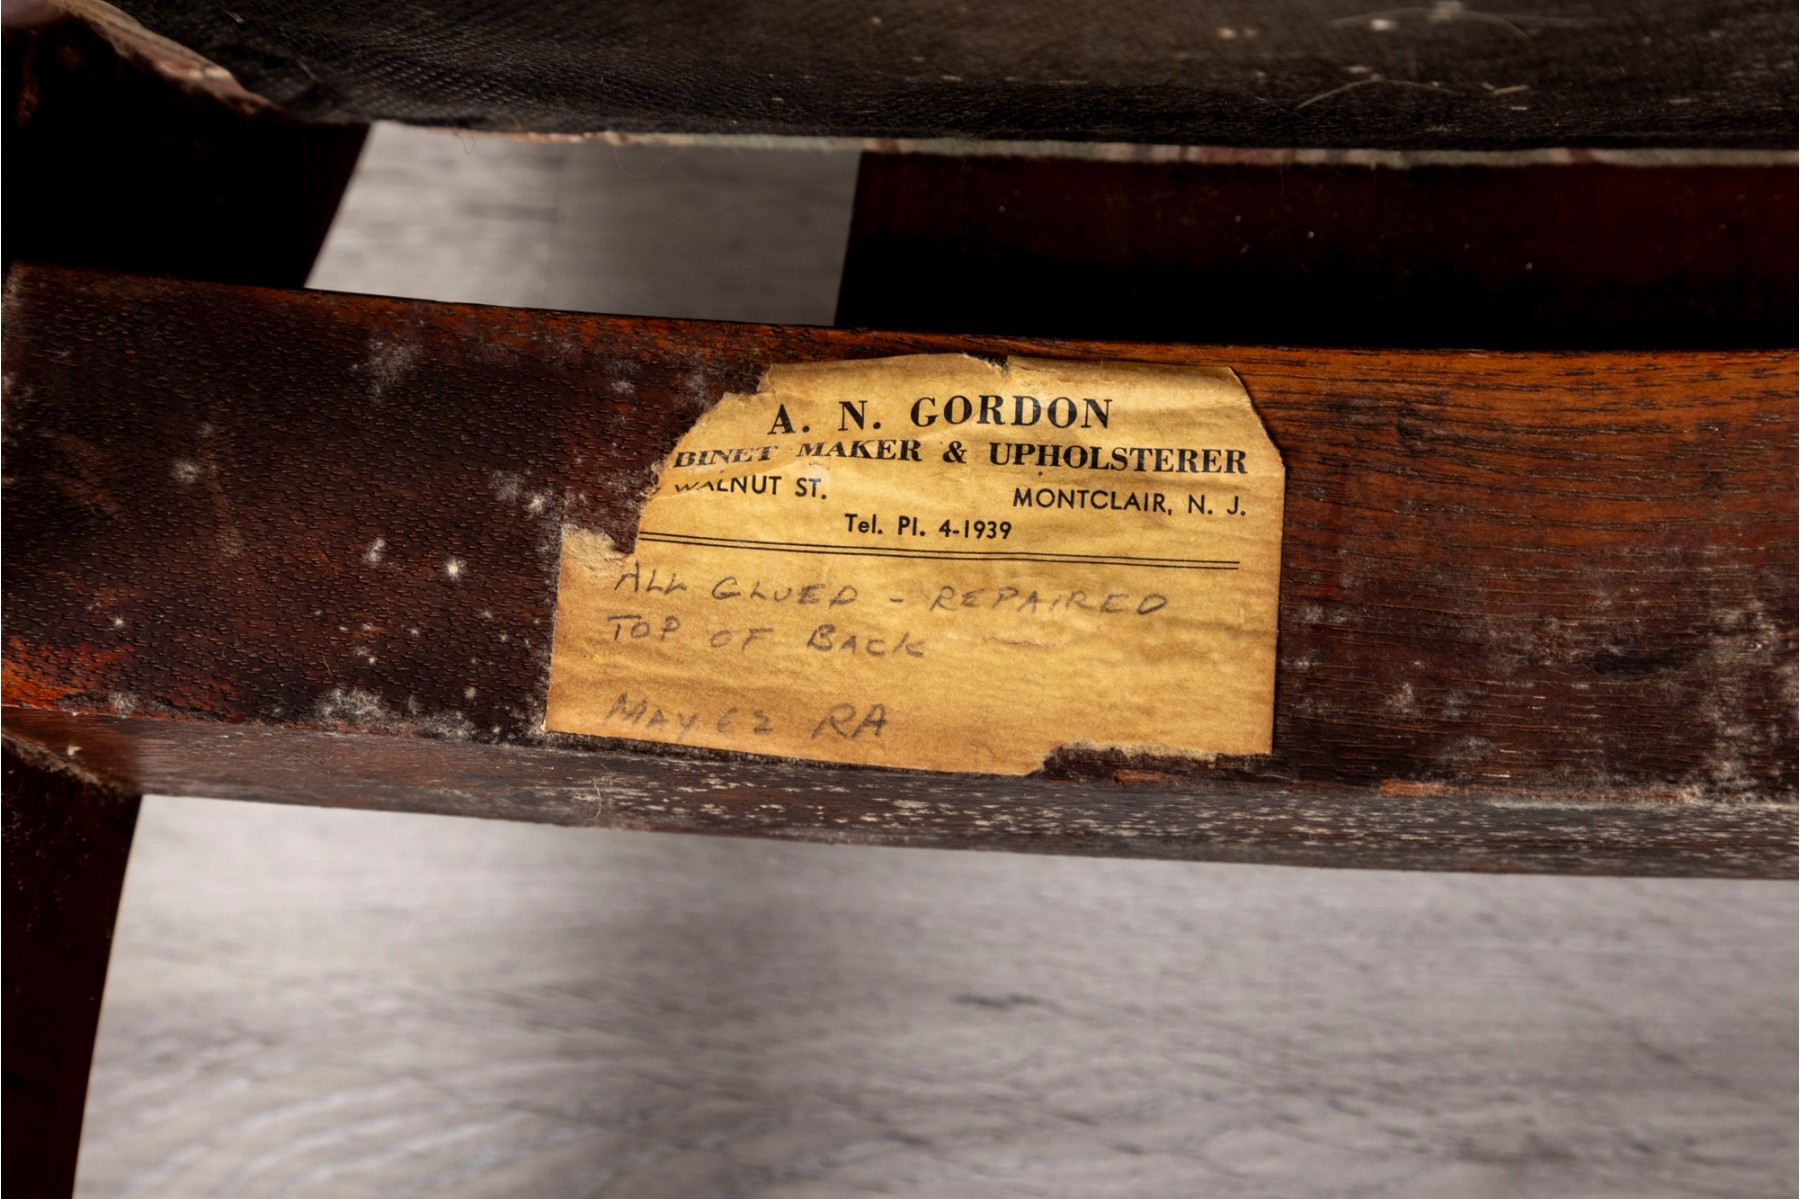 A. N. GORDON
BINET MAKER & UPHOLSTERER
WALNUT ST. MONTCLAIR, N. J.
Tel. Pl. 4-1939
ALL GLUED - REPAIRED
TOP OF BACK
MAY 62 RA